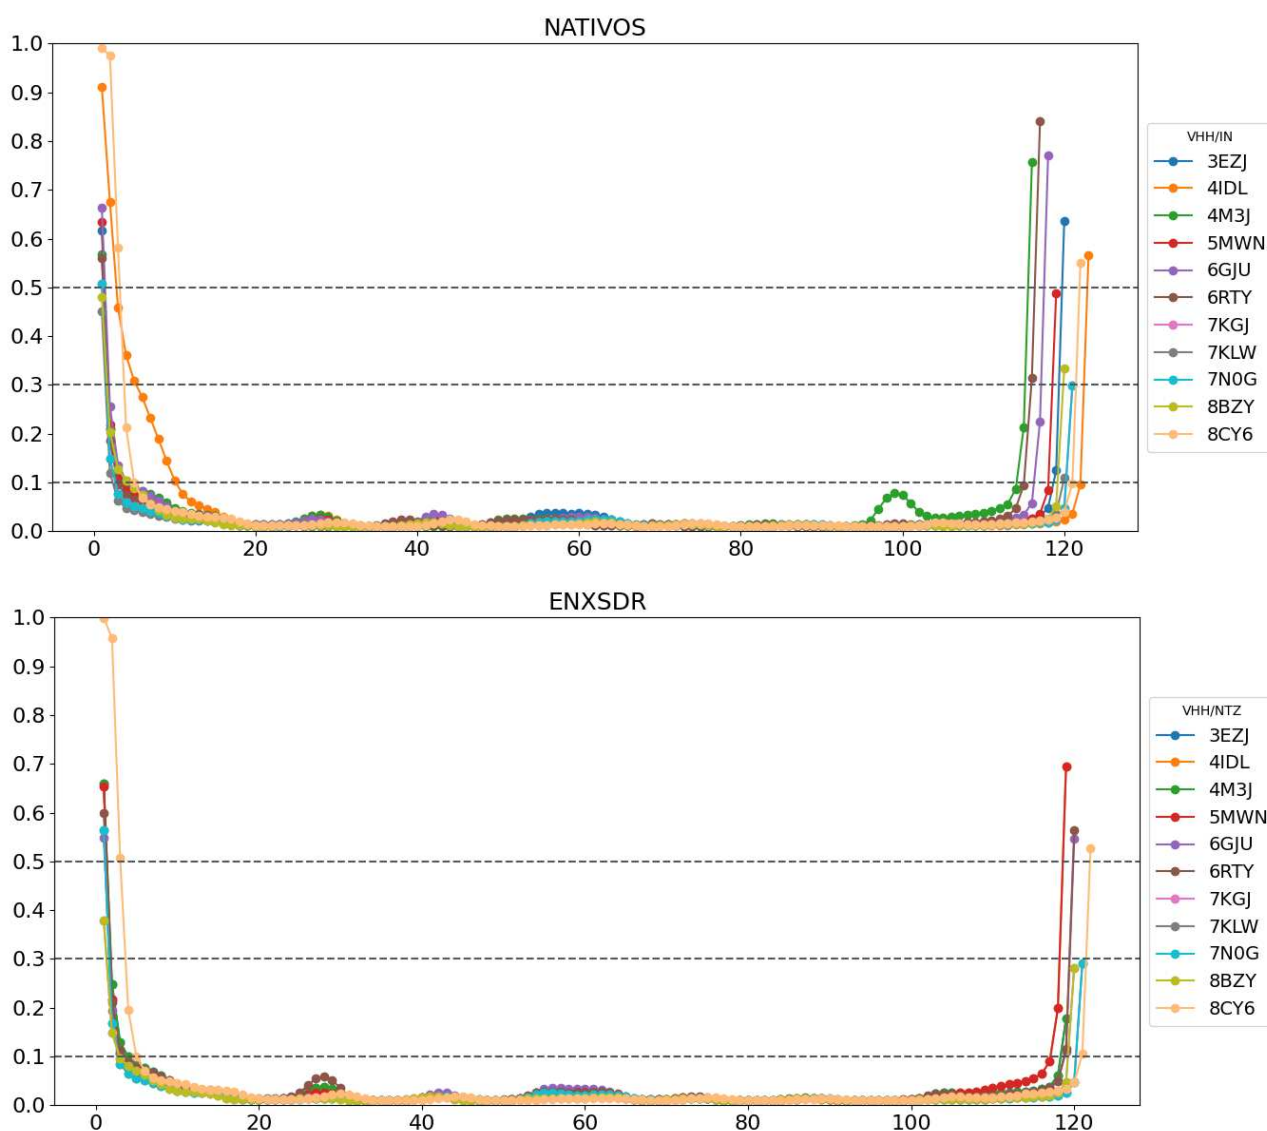 NATIVOS
1.0
0.9
0.8
0.7
0.6
0.5
0.4
0.3
0.2
0.1
0.0
0 20 40 60 80 100 120
VHH/IN
3EZJ
4IDL
4M3J
5MWN
6GJU
6RTY
7KGJ
7KLW
7N0G
8BZY
8CY6
ENXSDR
1.0
0.9
0.8
0.7
0.6
0.5
0.4
0.3
0.2
0.1
0.0
0 20 40 60 80 100 120
VHH/NTZ
3EZJ
4IDL
4M3J
5MWN
6GJU
6RTY
7KGJ
7KLW
7N0G
8BZY
8CY6